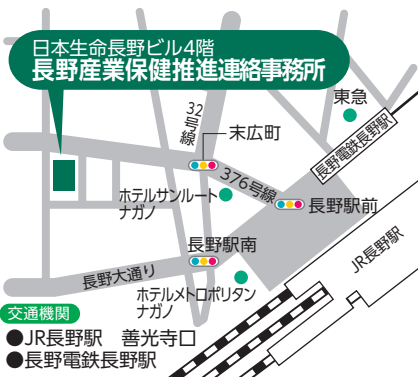 日本生命長野ビル4階
長野産業保健推進連絡事務所
東急
32号線
末広町
長野電鉄長野駅
376号線
ホテルサンルート
ナガノ
長野駅前
長野駅南
JR長野駅
長野大通り
ホテルメトロポリタン
ナガノ
交通機関
●JR長野駅　善光寺口
●長野電鉄長野駅